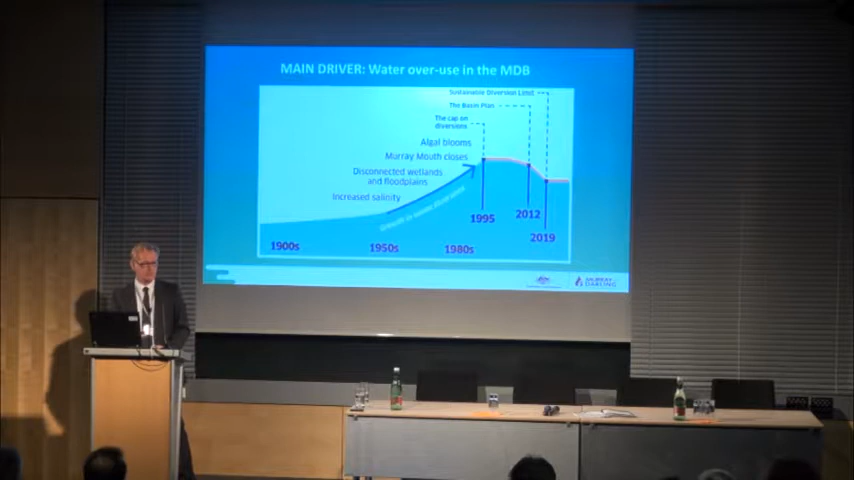 MAIN DRIVER: Water over-use in the MDB
Sustainable Diversion Limit
The Basin Plan
The cap on
diversions
Algal blooms
Murray Mouth closes
Disconnected wetlands
and floodplains
Increased salinity
1995
2012
2019
1900s
1950s
1980s
MURRAY
DARLING